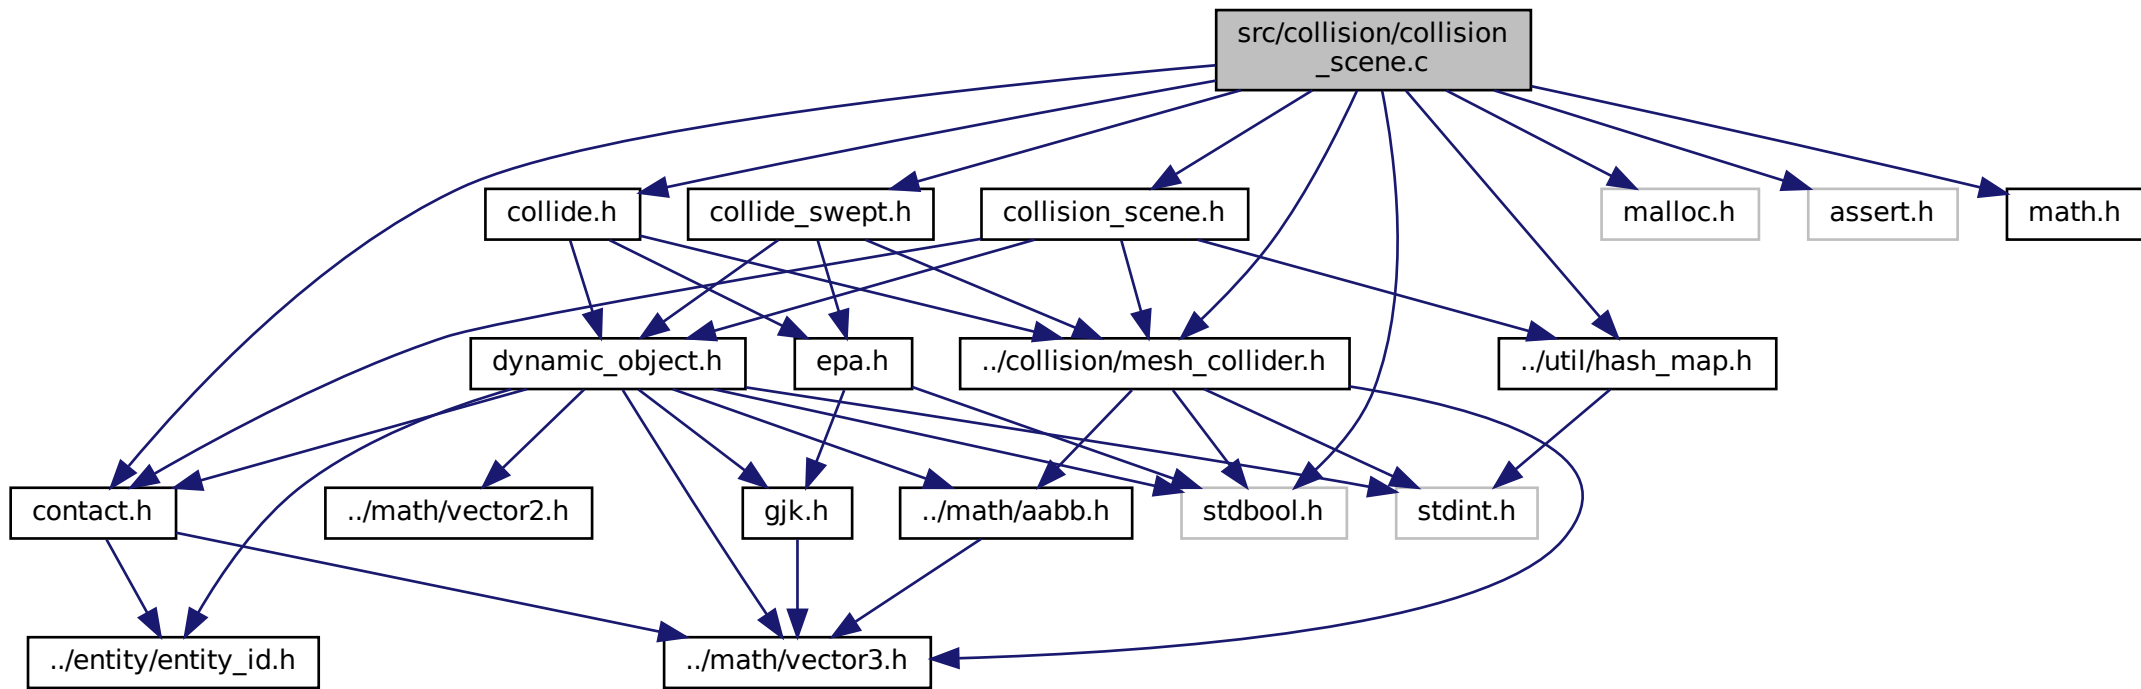 src/collision/collision
_scene.c
collide.h
collide_swept.h
collision_scene.h
malloc.h
assert.h
math.h
dynamic_object.h
epa.h
../collision/mesh_collider.h
../util/hash_map.h
contact.h
../math/vector2.h
gjk.h
../math/aabb.h
stdbool.h
stdint.h
../entity/entity_id.h
../math/vector3.h